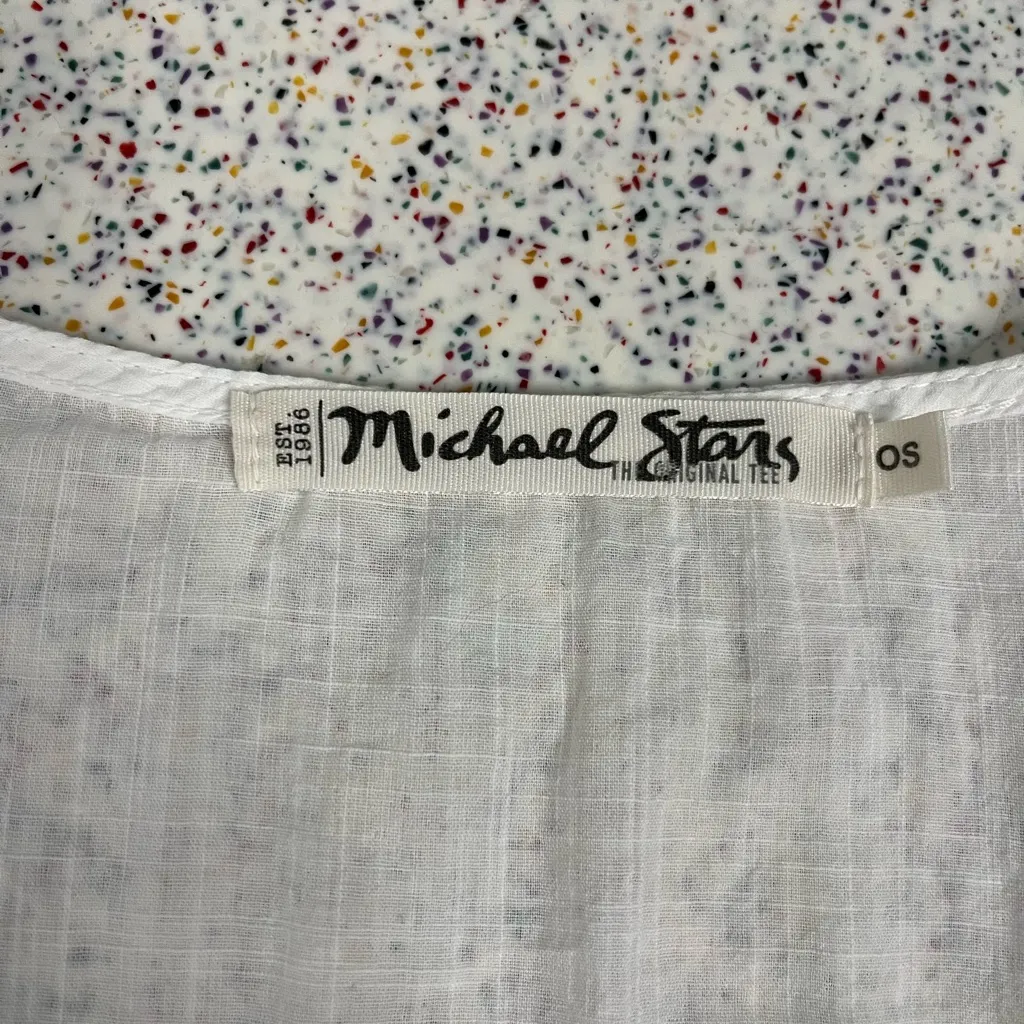 EST.
1986
Michael Stars
THE ORIGINAL TEE
OS